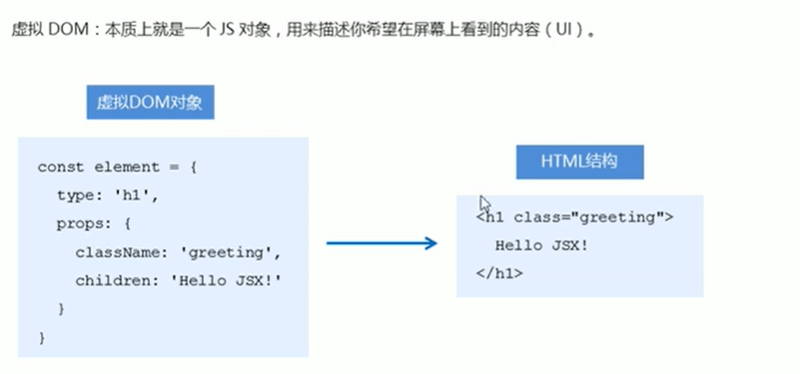 虚拟 DOM：本质上就是一个 JS 对象，用来描述你希望在屏幕上看到的内容（UI）。
虚拟DOM对象
const element = {
  type: 'h1',
  props: {
    className: 'greeting',
    children: 'Hello JSX!'
  }
}
HTML结构
<h1 class="greeting">
  Hello JSX!
</h1>